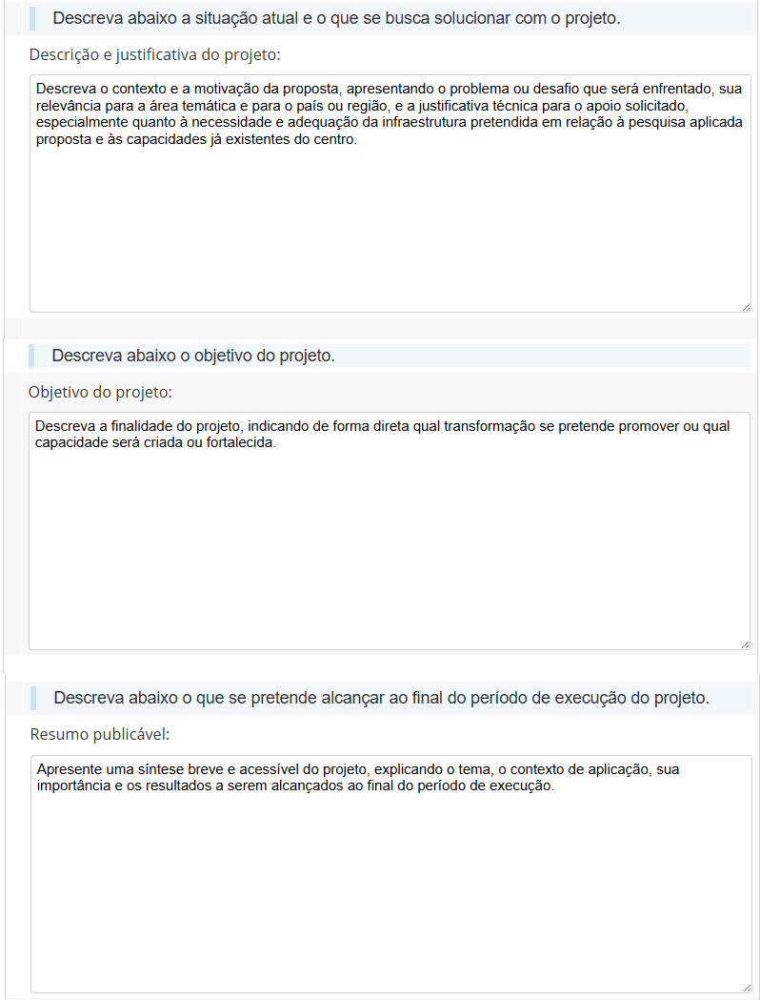 Descreva abaixo a situação atual e o que se busca solucionar com o projeto.
Descrição e justificativa do projeto:
Descreva o contexto e a motivação da proposta, apresentando o problema ou desafio que será enfrentado, sua
relevância para a área temática e para o país ou região, e a justificativa técnica para o apoio solicitado,
especialmente quanto à necessidade e adequação da infraestrutura pretendida em relação à pesquisa aplicada
proposta e às capacidades já existentes do centro.
Descreva abaixo o objetivo do projeto.
Objetivo do projeto:
Descreva a finalidade do projeto, indicando de forma direta qual transformação se pretende promover ou qual
capacidade será criada ou fortalecida.
Descreva abaixo o que se pretende alcançar ao final do período de execução do projeto.
Resumo publicável:
Apresente uma síntese breve e acessível do projeto, explicando o tema, o contexto de aplicação, sua
importância e os resultados a serem alcançados ao final do período de execução.